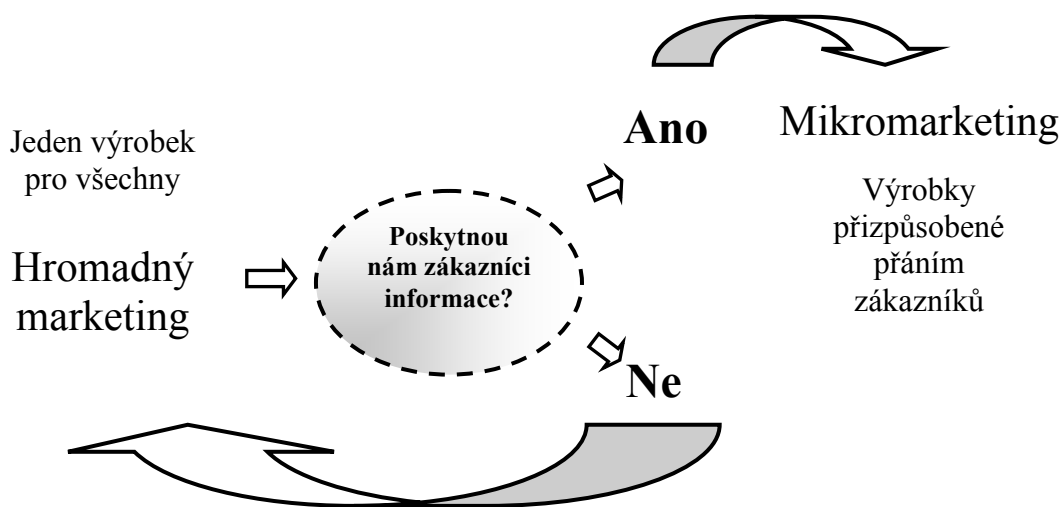 Jeden výrobek
pro všechny
Hromadný
marketing
Poskytnou
nám zákazníci
informace?
Ano
Ne
Mikromarketing
Výrobky
přizpůsobené
přáním
zákazníků